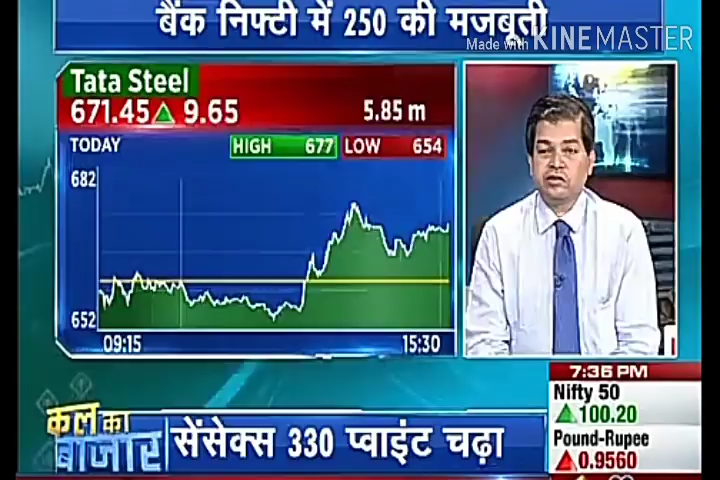 बैंक निफ्टी में 250 की मजबूती
Made with KINEMASTER
Tata Steel
671.45 ▲ 9.65 5.85 m
TODAY HIGH 677 LOW 654
682
652
09:15 15:30
7:36 PM
Nifty 50
▲100.20
Pound-Rupee
▲0.9560
कल का
बाजार
सेंसेक्स 330 प्वाइंट चढ़ा